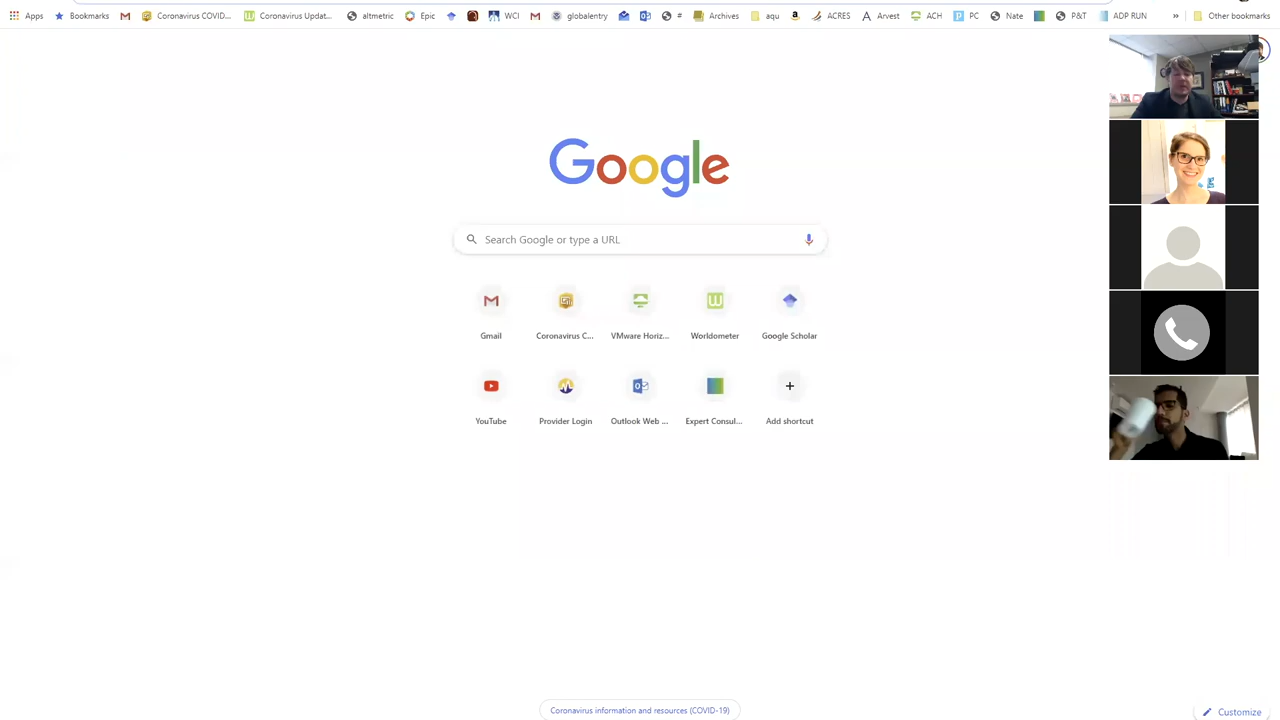 Apps Bookmarks Coronavirus COVID... Coronavirus Updat... altmetric Epic WCI globalentry # Archives aqu ACRES Arvest ACH PC Nate P&T ADP RUN » Other bookmarks
Google
Search Google or type a URL
Gmail Coronavirus C... VMware Horiz... Worldometer Google Scholar
YouTube Provider Login Outlook Web ... Expert Consul... Add shortcut
Coronavirus information and resources (COVID-19)
Customize